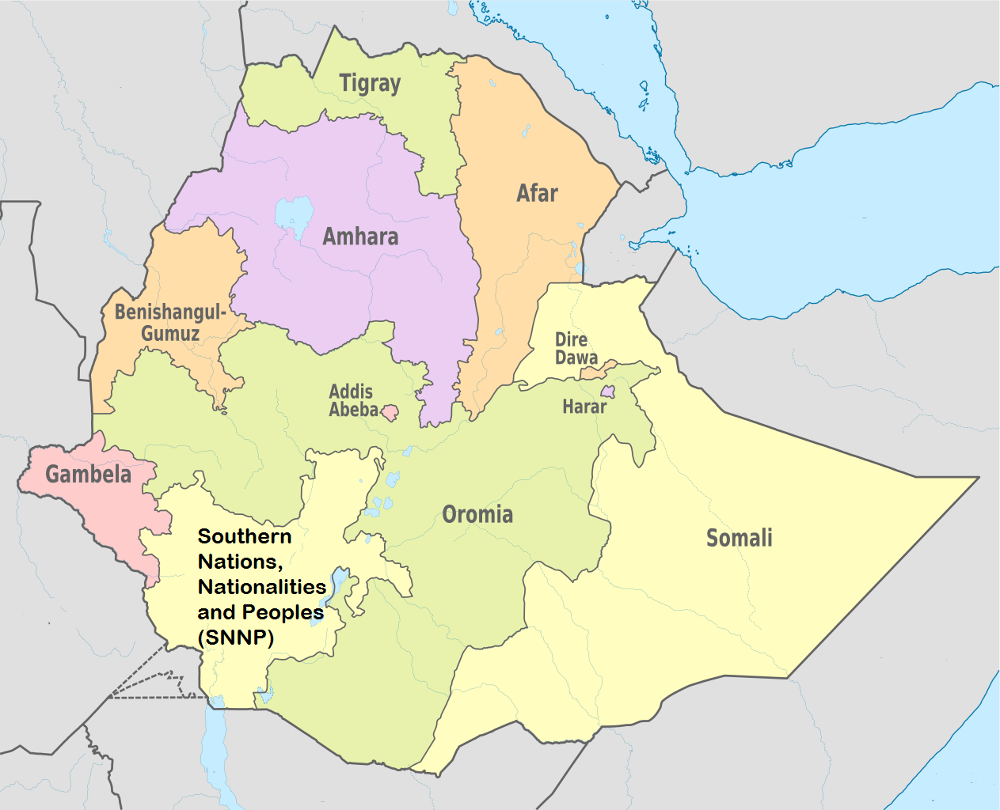 Tigray
Afar
Amhara
Benishangul-
Gumuz
Dire
Dawa
Addis
Abeba
Harar
Gambela
Oromia
Somali
Southern
Nations,
Nationalities
and Peoples
(SNNP)